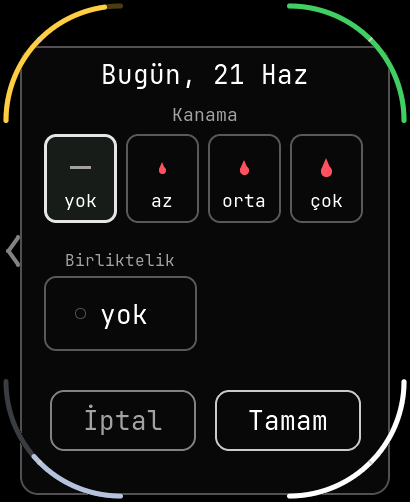 Bugün, 21 Haz
Kanama
yok az orta çok
Birliktelik
yok
İptal Tamam